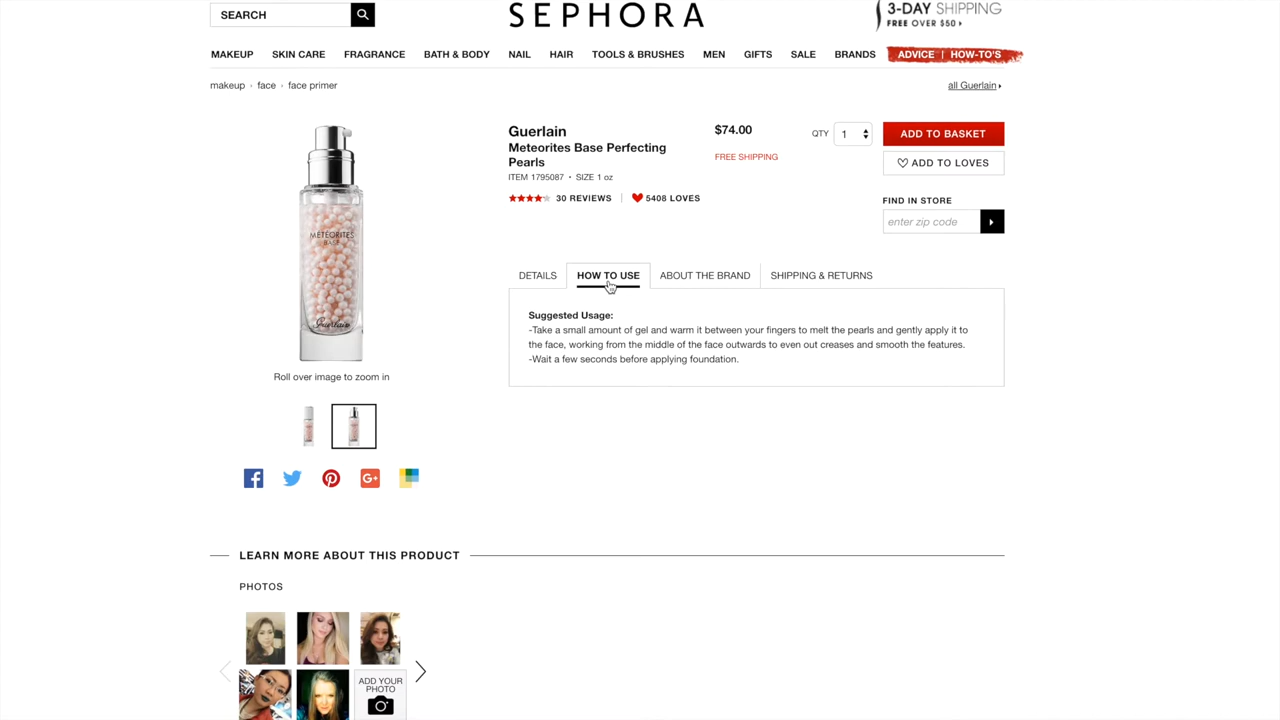 SEARCH
SEPHORA
3-DAY SHIPPING
FREE OVER $50
MAKEUP
SKIN CARE
FRAGRANCE
BATH & BODY
NAIL
HAIR
TOOLS & BRUSHES
MEN
GIFTS
SALE
BRANDS
ADVICE | HOW-TO'S
makeup › face › face primer
all Guerlain
Guerlain
Meteorites Base Perfecting
Pearls
ITEM 1795087 • SIZE 1 oz
30 REVIEWS | 5408 LOVES
$74.00
FREE SHIPPING
QTY 1
ADD TO BASKET
ADD TO LOVES
FIND IN STORE
enter zip code
MÉTÉORITES
BASE
Guerlain
Roll over image to zoom in
DETAILS
HOW TO USE
ABOUT THE BRAND
SHIPPING & RETURNS
Suggested Usage:
-Take a small amount of gel and warm it between your fingers to melt the pearls and gently apply it to
the face, working from the middle of the face outwards to even out creases and smooth the features.
-Wait a few seconds before applying foundation.
G+
LEARN MORE ABOUT THIS PRODUCT
PHOTOS
ADD YOUR
PHOTO